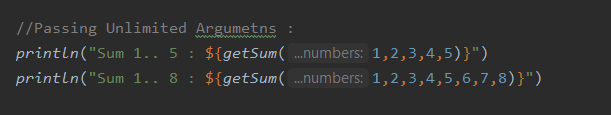 //Passing Unlimited Argumetns :
println("Sum 1.. 5 : ${getSum( ...numbers: 1,2,3,4,5)}")
println("Sum 1.. 8 : ${getSum( ...numbers: 1,2,3,4,5,6,7,8)}")